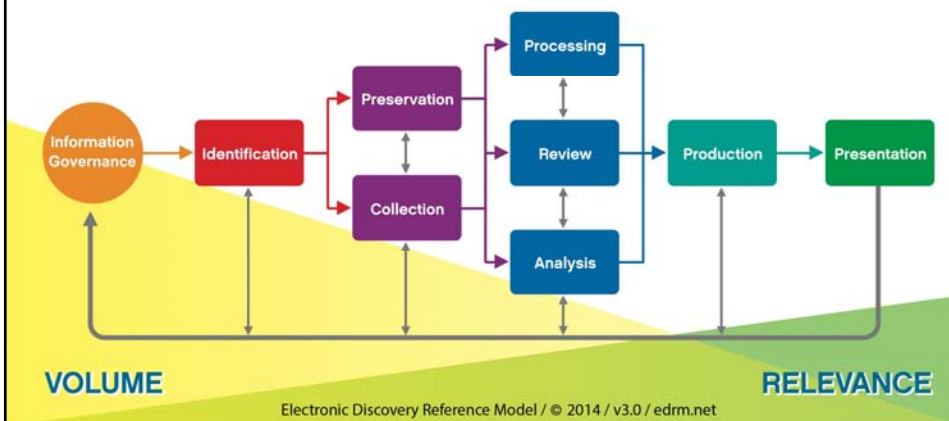 Information
Governance
Identification
Preservation
Collection
Processing
Review
Analysis
Production
Presentation
VOLUME
RELEVANCE
Electronic Discovery Reference Model / © 2014 / v3.0 / edrm.net